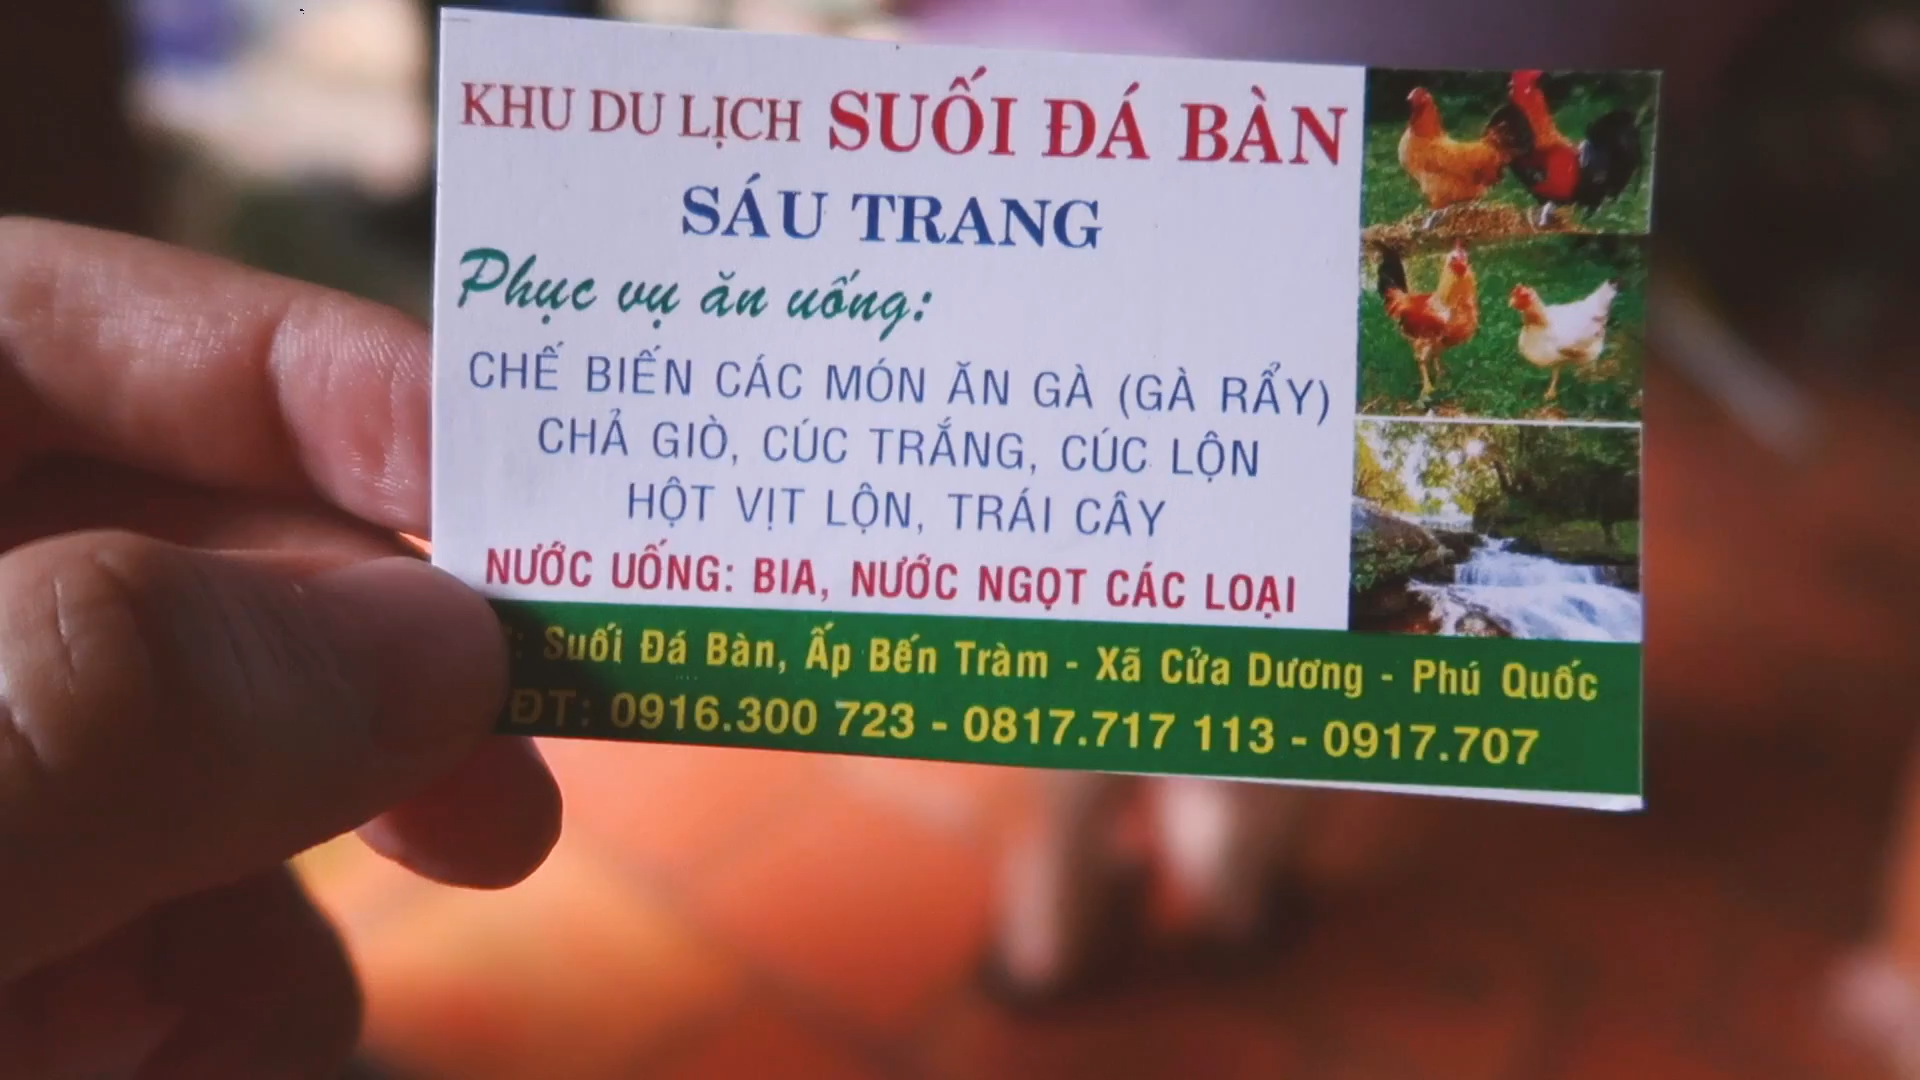 KHU DU LỊCH SUỐI ĐÁ BÀN
SÁU TRANG
Phục vụ ăn uống:
CHẾ BIẾN CÁC MÓN ĂN GÀ (GÀ RẪY)
CHẢ GIÒ, CÚC TRẮNG, CÚC LỘN
HỘT VỊT LỘN, TRÁI CÂY
NƯỚC UỐNG: BIA, NƯỚC NGỌT CÁC LOẠI
Suối Đá Bàn, Ấp Bến Tràm - Xã Cửa Dương - Phú Quốc
ĐT: 0916.300 723 - 0817.717 113 - 0917.707